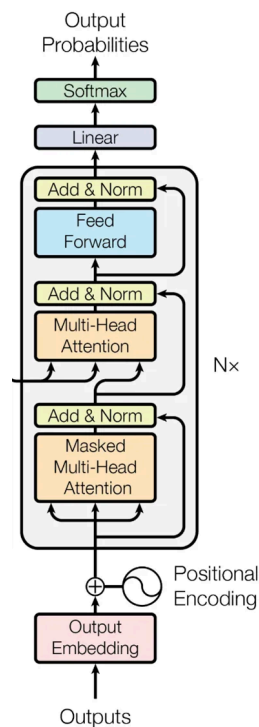 Output
Probabilities
Softmax
Linear
Add & Norm
Feed
Forward
Add & Norm
Multi-Head
Attention
N×
Add & Norm
Masked
Multi-Head
Attention
Positional
Encoding
Output
Embedding
Outputs